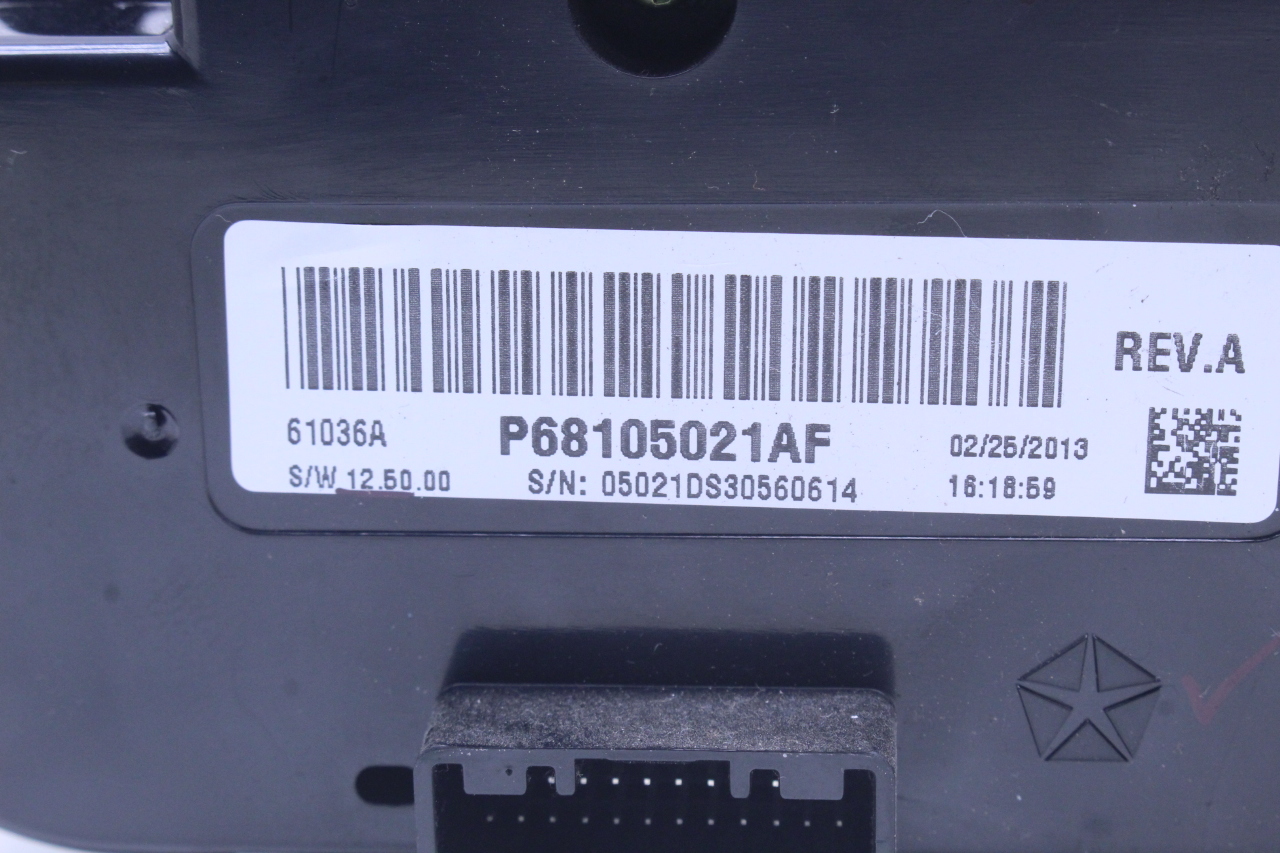 REV.A
61036A P68105021AF 02/25/2013
S/W 12.50.00 S/N: 05021DS30560614 16:18:59